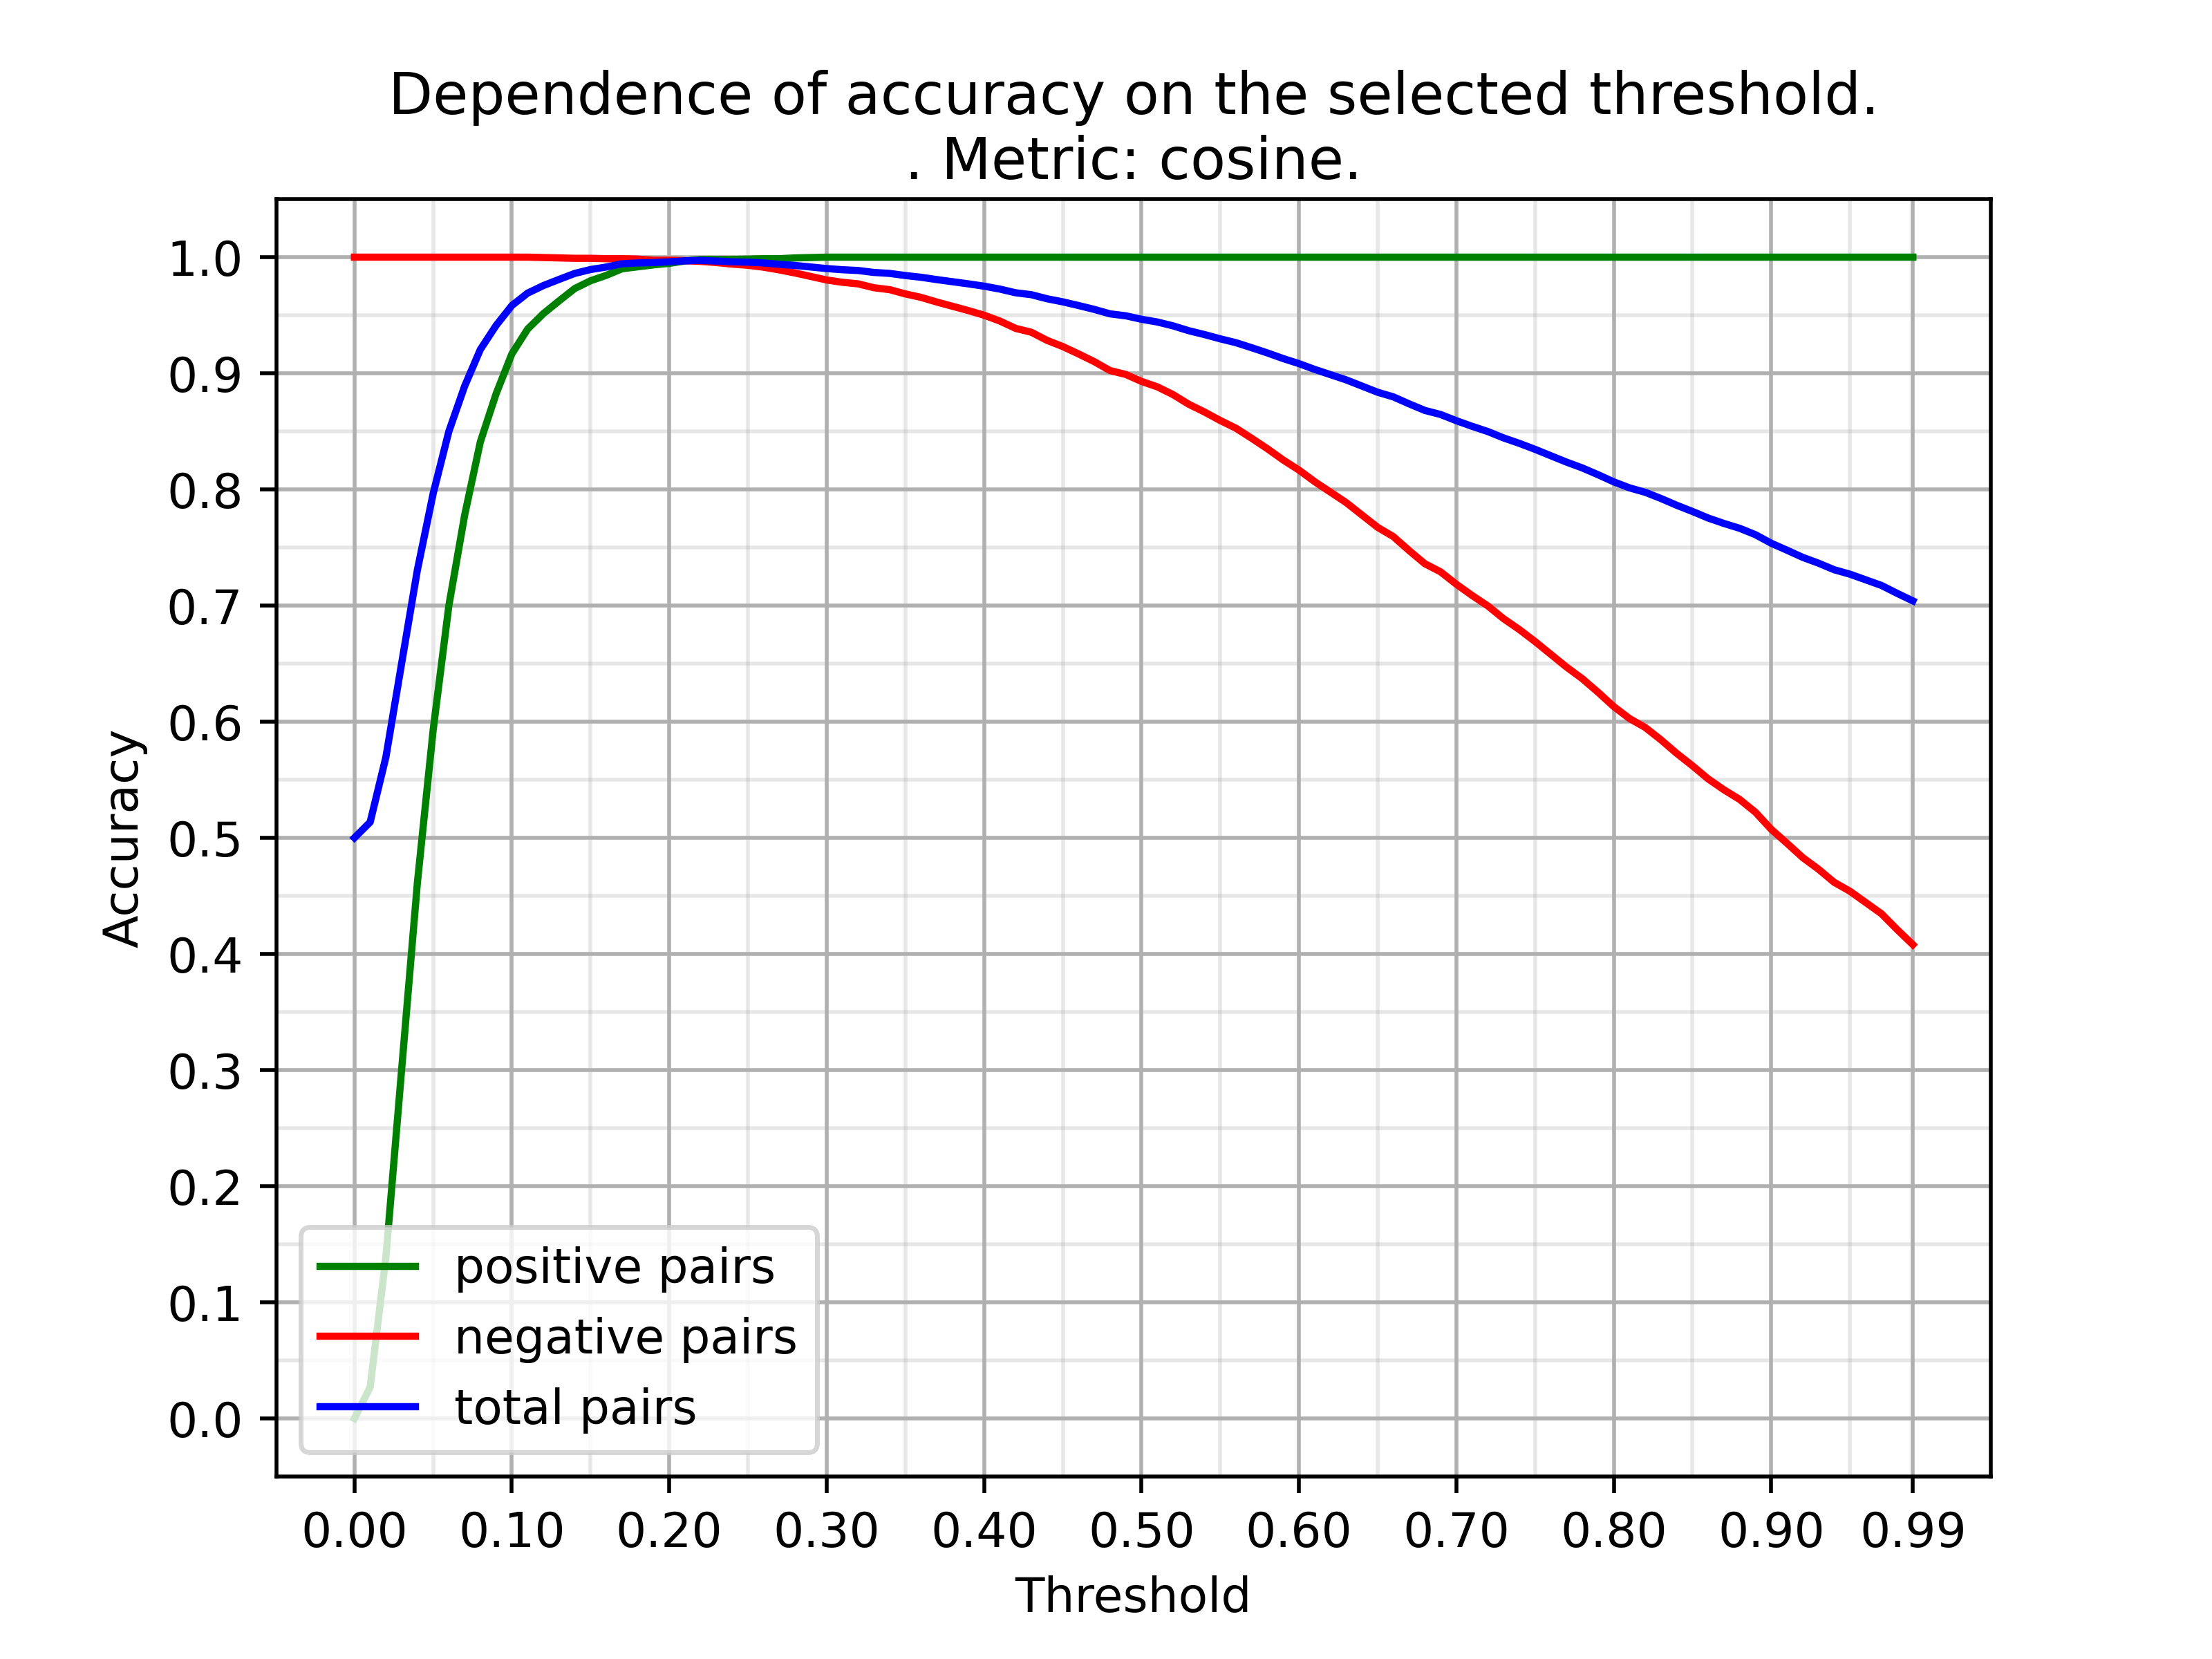 Dependence of accuracy on the selected threshold.
. Metric: cosine.
Accuracy
1.0
0.9
0.8
0.7
0.6
0.5
0.4
0.3
0.2
0.1
0.0
positive pairs
negative pairs
total pairs
0.00 0.10 0.20 0.30 0.40 0.50 0.60 0.70 0.80 0.90 0.99
Threshold